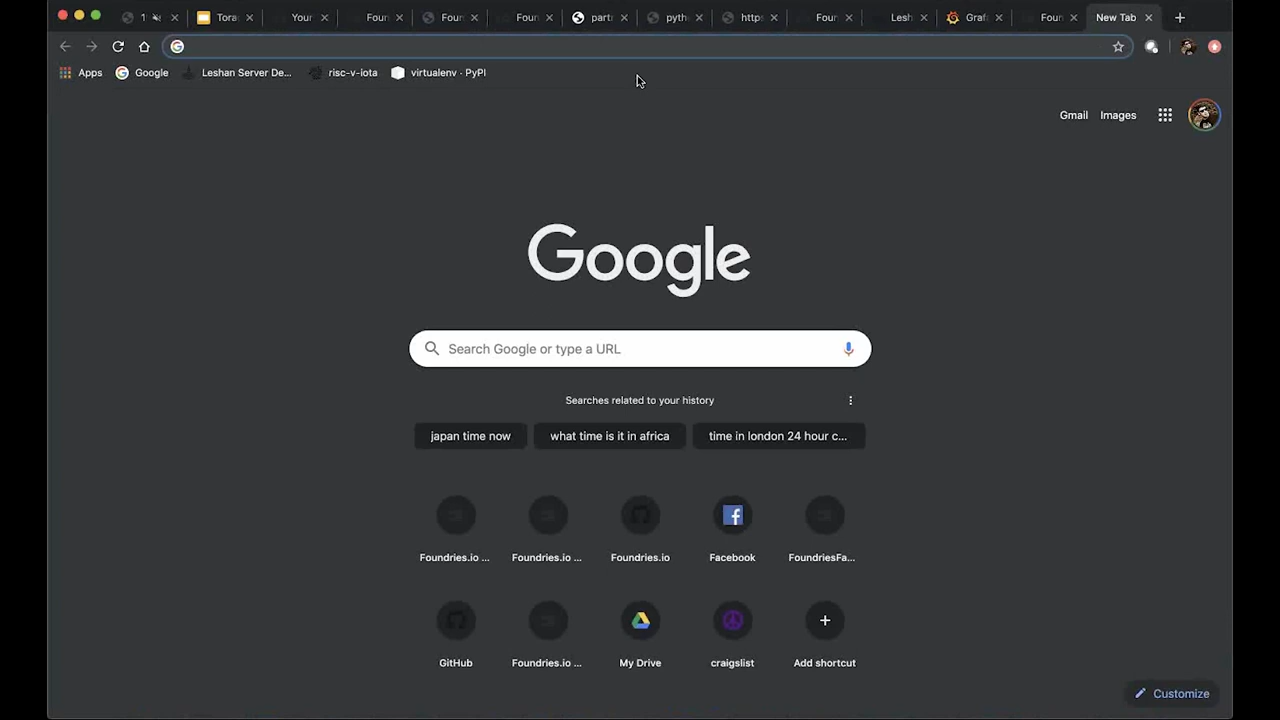 1 Tora Your Foun Foun Foun parti pyth https Foun Lesh Grafa Foun New Tab
Apps Google Leshan Server De... risc-v-iota virtualenv · PyPI
Gmail Images
Google
Search Google or type a URL
Searches related to your history
japan time now what time is it in africa time in london 24 hour c...
Foundries.io ... Foundries.io ... Foundries.io Facebook FoundriesFa...
GitHub Foundries.io ... My Drive craigslist Add shortcut
Customize